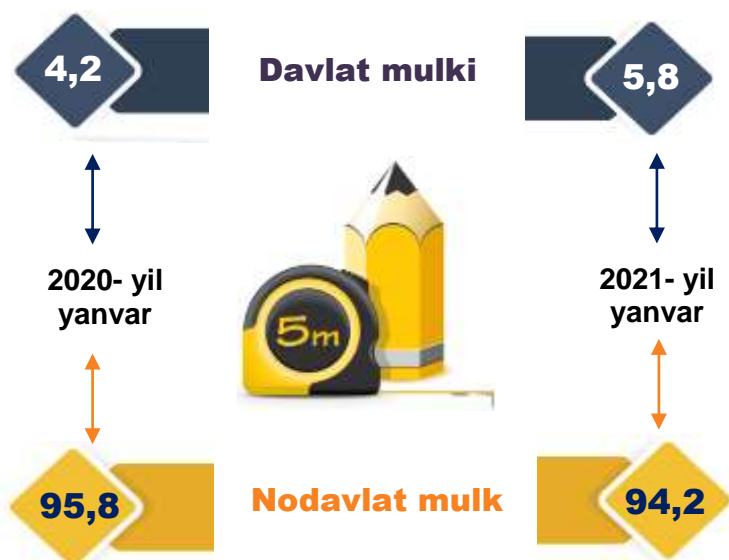 4,2
Davlat mulki
5,8
2020- yil
yanvar
5m
2021- yil
yanvar
95,8
Nodavlat mulk
94,2